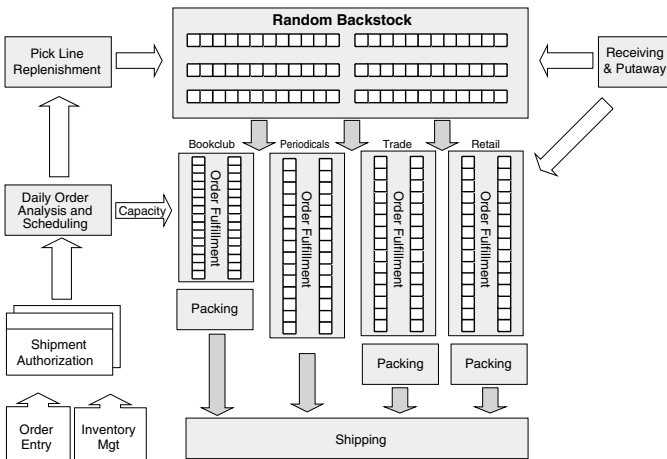 Random Backstock
Pick Line
Replenishment
Receiving
& Putaway
Bookclub
Periodicals
Trade
Retail
Order Fulfillment
Order Fulfillment
Order Fulfillment
Order Fulfillment
Daily Order
Analysis and
Scheduling
Capacity
Packing
Shipment
Authorization
Packing
Packing
Order
Entry
Inventory
Mgt
Shipping